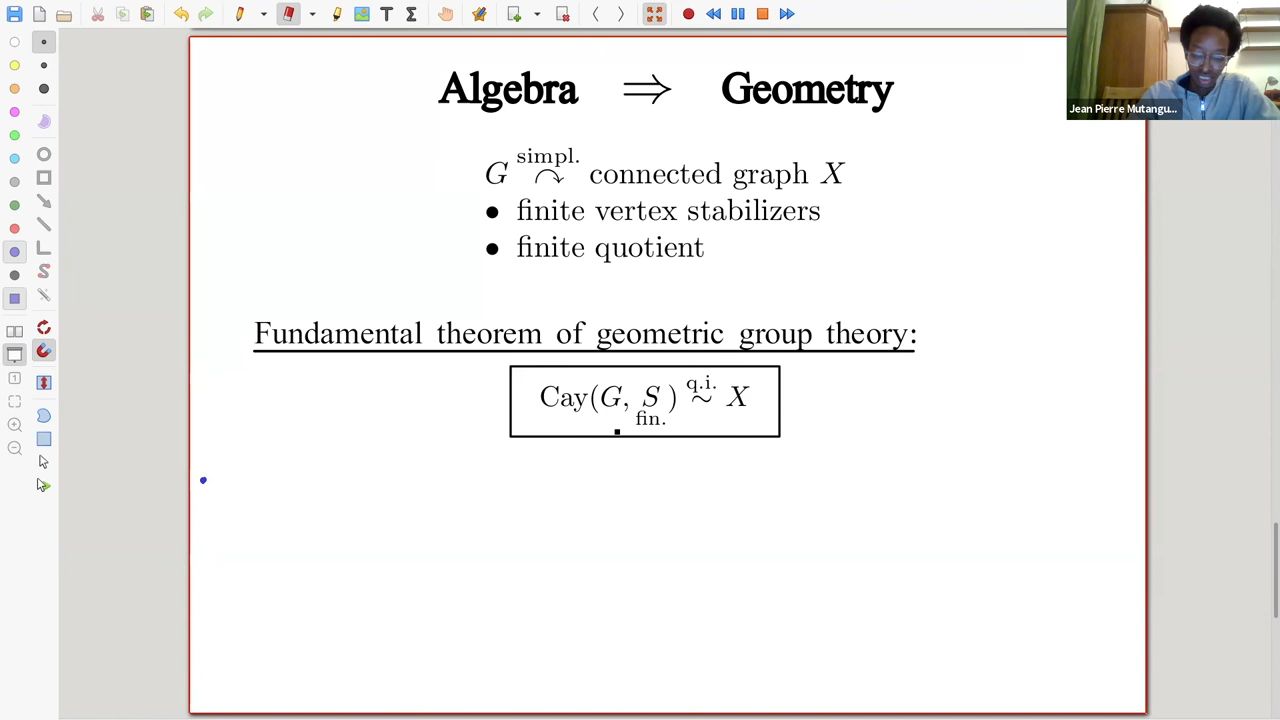 Jean Pierre Mutangu...
Algebra ⇒ Geometry
G simpl. ↷ connected graph X
• finite vertex stabilizers
• finite quotient
Fundamental theorem of geometric group theory:
Cay(G, S fin.) q.i. ~ X